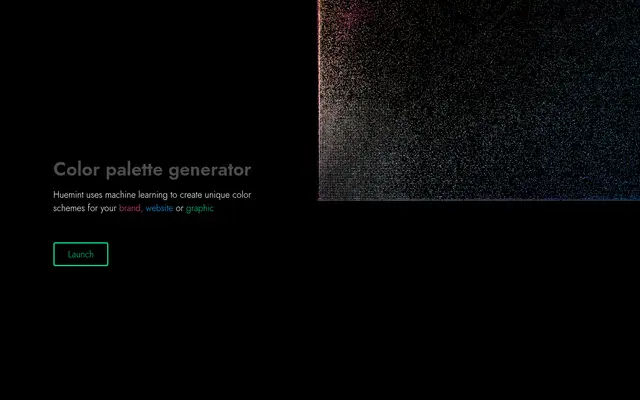 Color palette generator
Huemint uses machine learning to create unique color
schemes for your brand, website or graphic
Launch